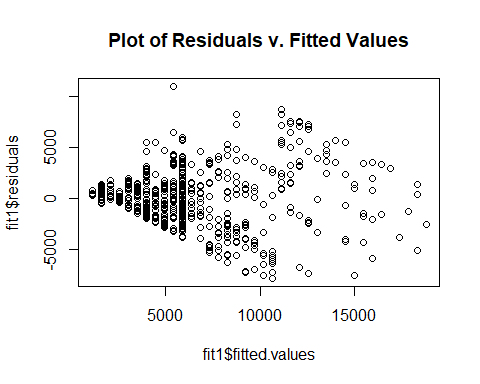 Plot of Residuals v. Fitted Values
fit1$residuals
5000
0
-5000
5000
10000
15000
fit1$fitted.values